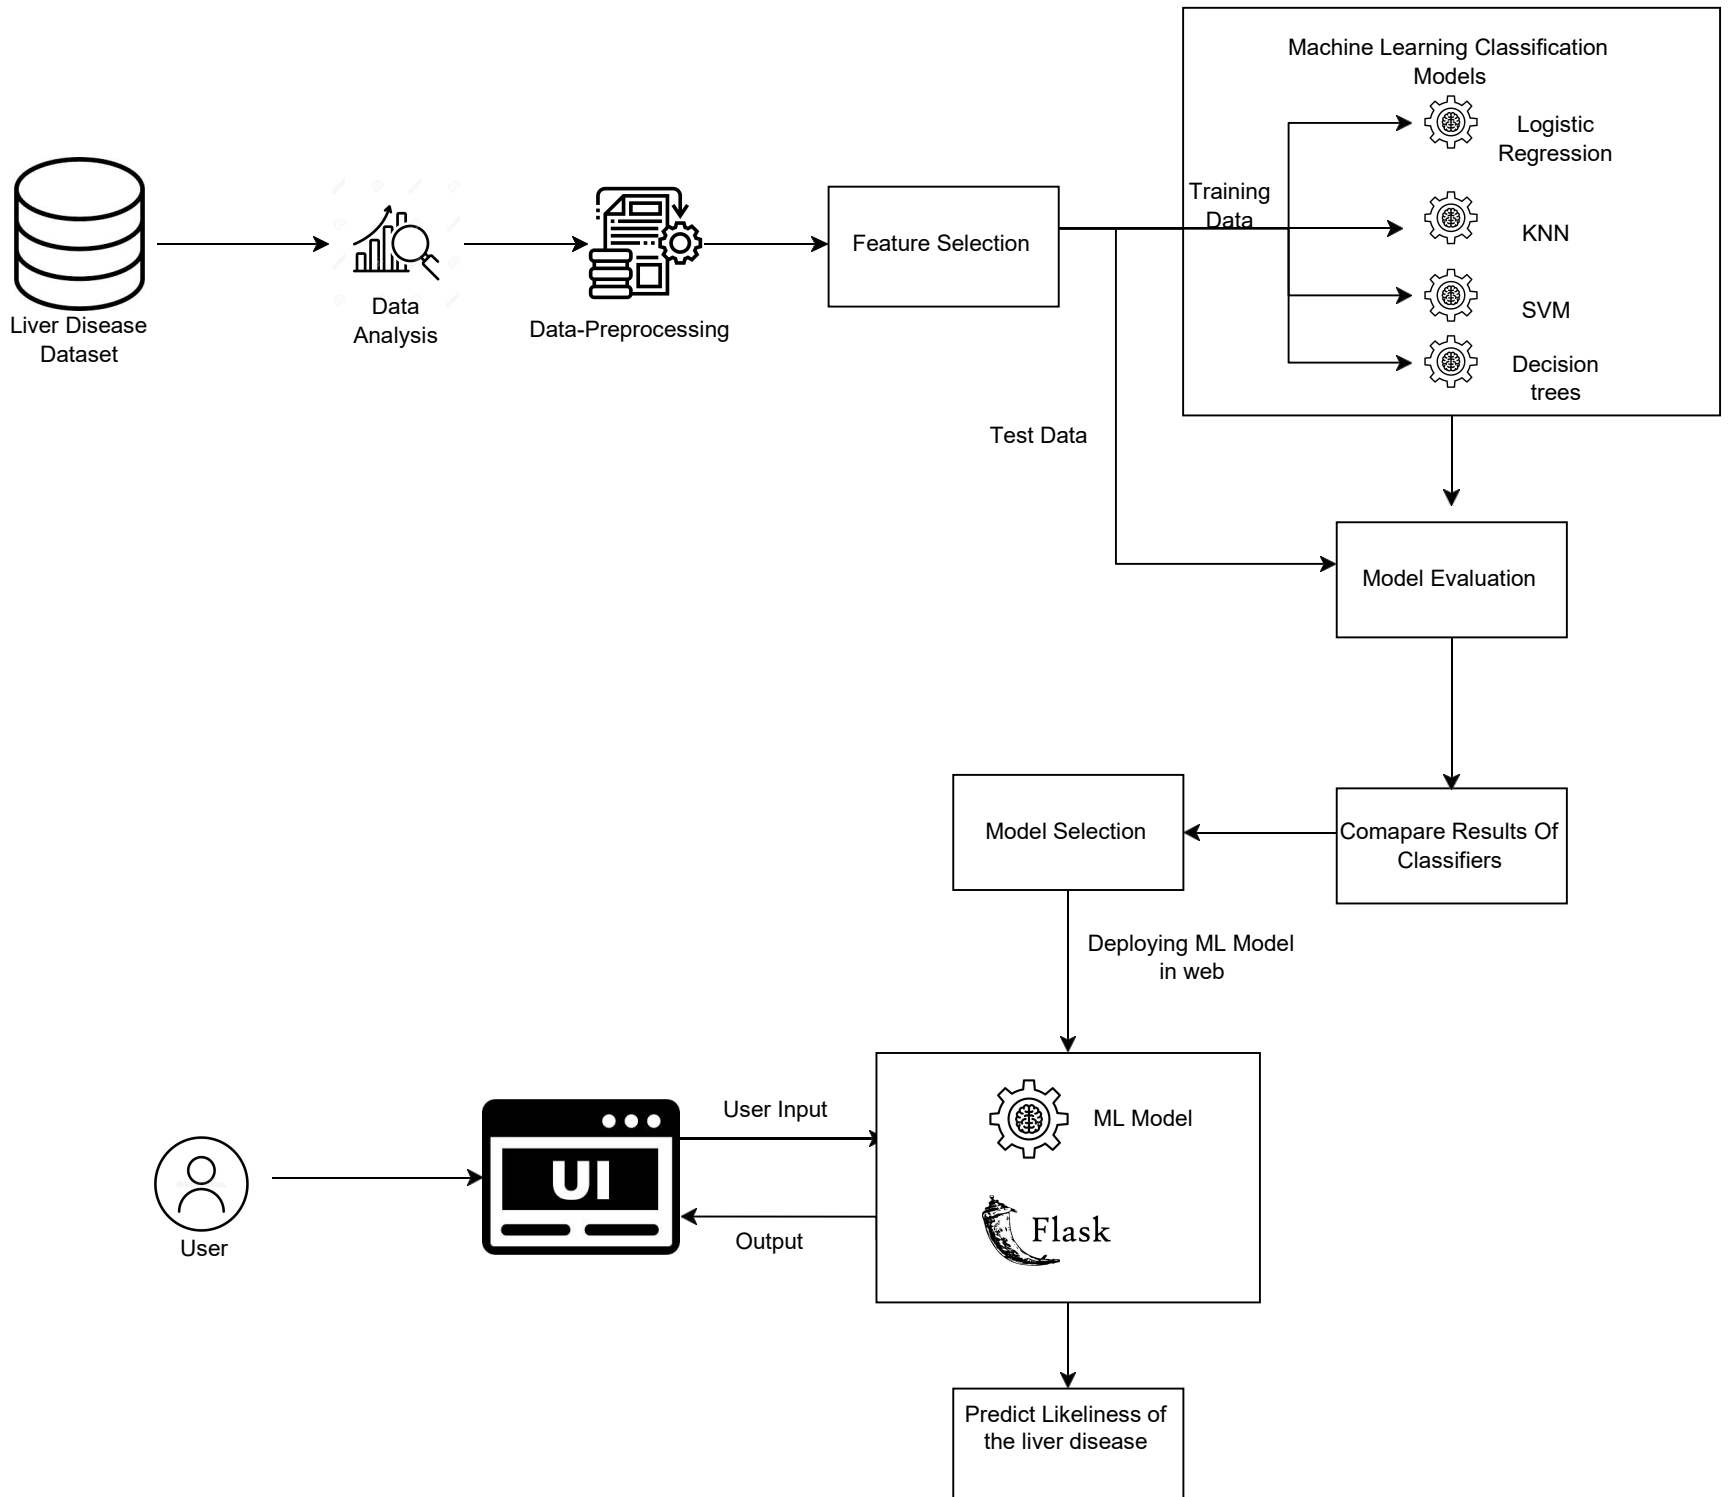 Machine Learning Classification
Models
Logistic
Regression
Training
Data
KNN
Feature Selection
SVM
Data
Analysis
Data-Preprocessing
Liver Disease
Dataset
Decision
trees
Test Data
Model Evaluation
Model Selection
Comapare Results Of
Classifiers
Deploying ML Model
in web
User Input
ML Model
UI
Flask
Output
User
Predict Likeliness of
the liver disease